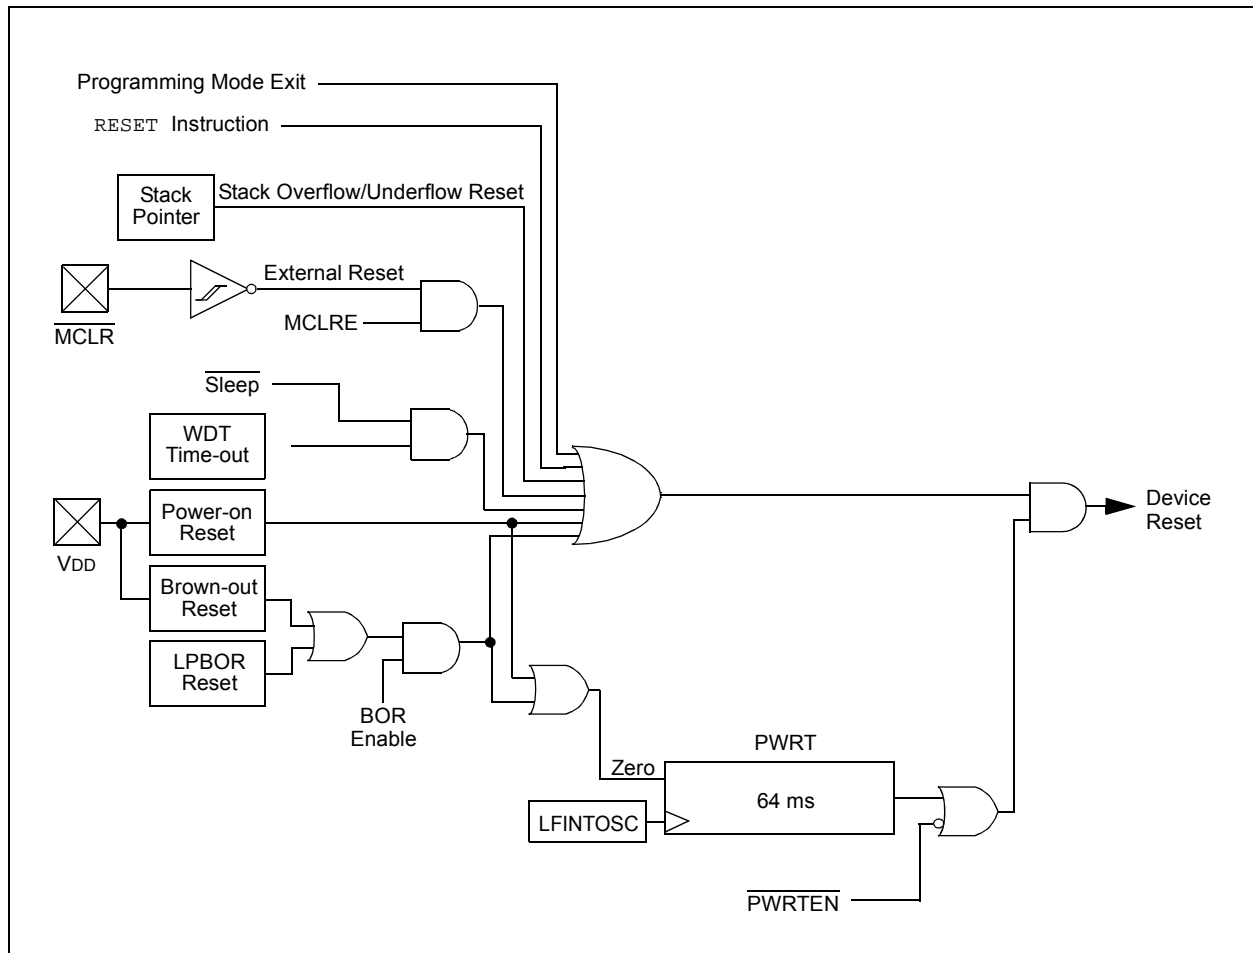 Programming Mode Exit
RESET Instruction
Stack
Pointer
Stack Overflow/Underflow Reset
External Reset
MCLR
MCLRE
Sleep
WDT
Time-out
Power-on
Reset
VDD
Brown-out
Reset
LPBOR
Reset
BOR
Enable
Device
Reset
PWRT
Zero
64 ms
LFINTOSC
PWRTEN